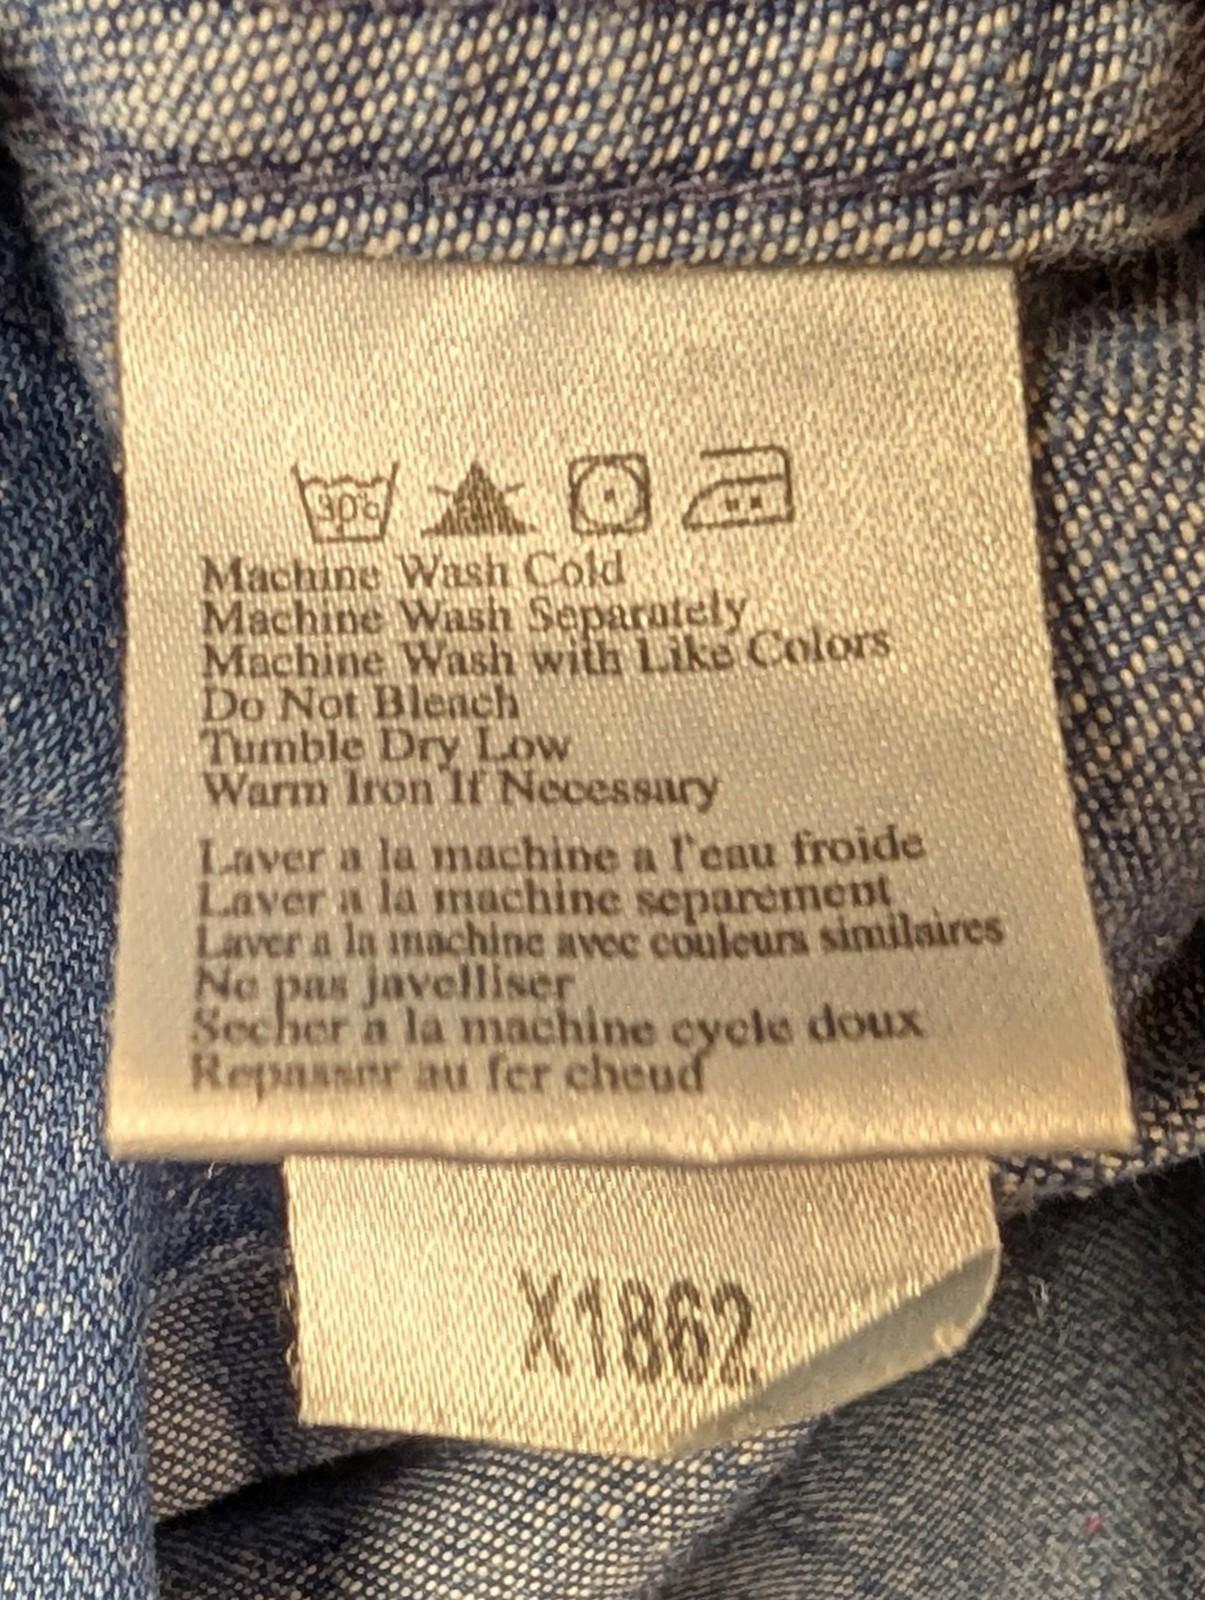 30°c
Machine Wash Cold
Machine Wash Separately
Machine Wash with Like Colors
Do Not Bleach
Tumble Dry Low
Warm Iron If Necessary
Laver a la machine a l'eau froide
Laver a la machine separement
Laver a la machine avec couleurs similaires
Ne pas javelliser
Secher a la machine cycle doux
Repasser au fer cheud
X1862